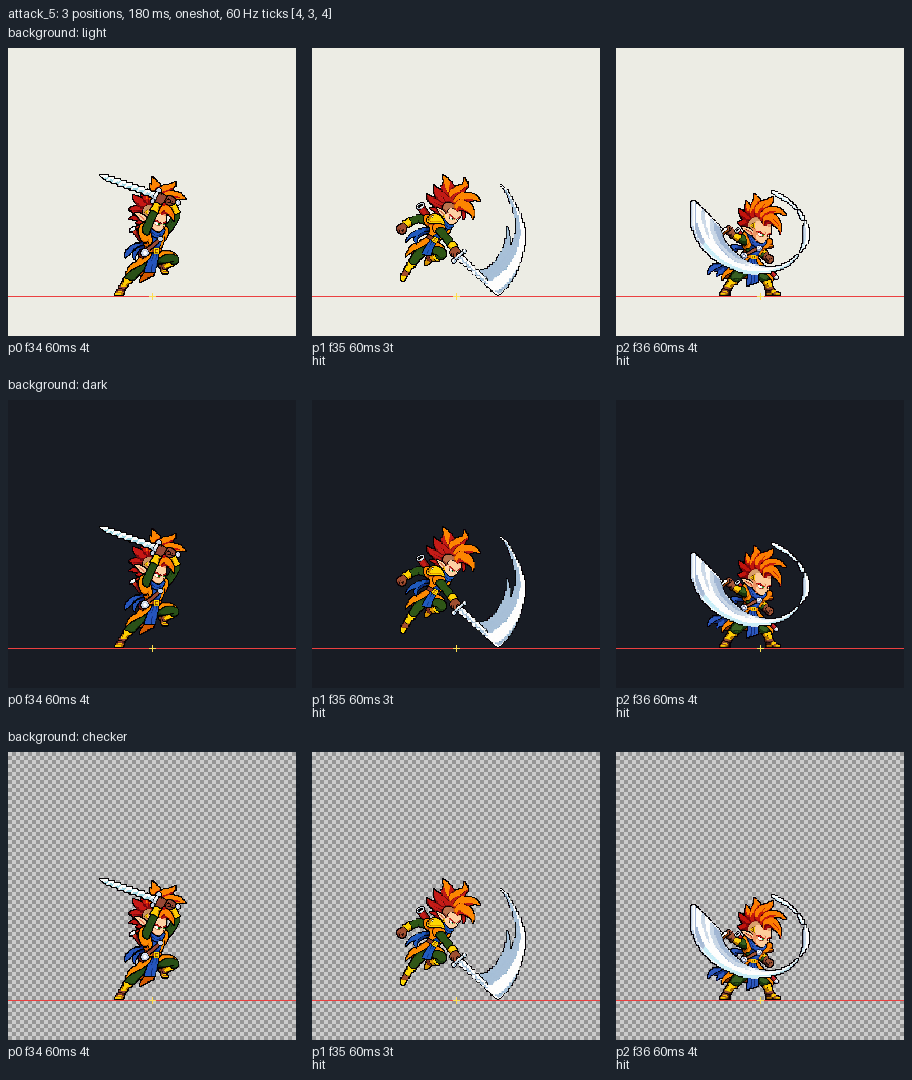 attack_5: 3 positions, 180 ms, oneshot, 60 Hz ticks [4, 3, 4]
background: light
p0 f34 60ms 4t
p1 f35 60ms 3t
hit
p2 f36 60ms 4t
hit
background: dark
p0 f34 60ms 4t
p1 f35 60ms 3t
hit
p2 f36 60ms 4t
hit
background: checker
p0 f34 60ms 4t
p1 f35 60ms 3t
hit
p2 f36 60ms 4t
hit